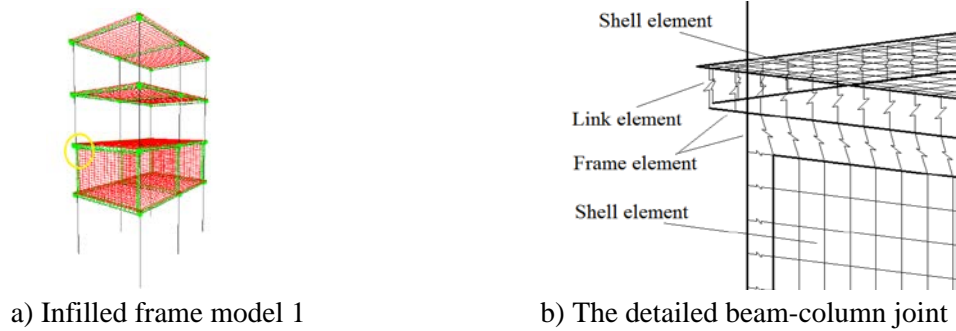 Shell element
Link element
Frame element
Shell element
a) Infilled frame model 1
b) The detailed beam-column joint